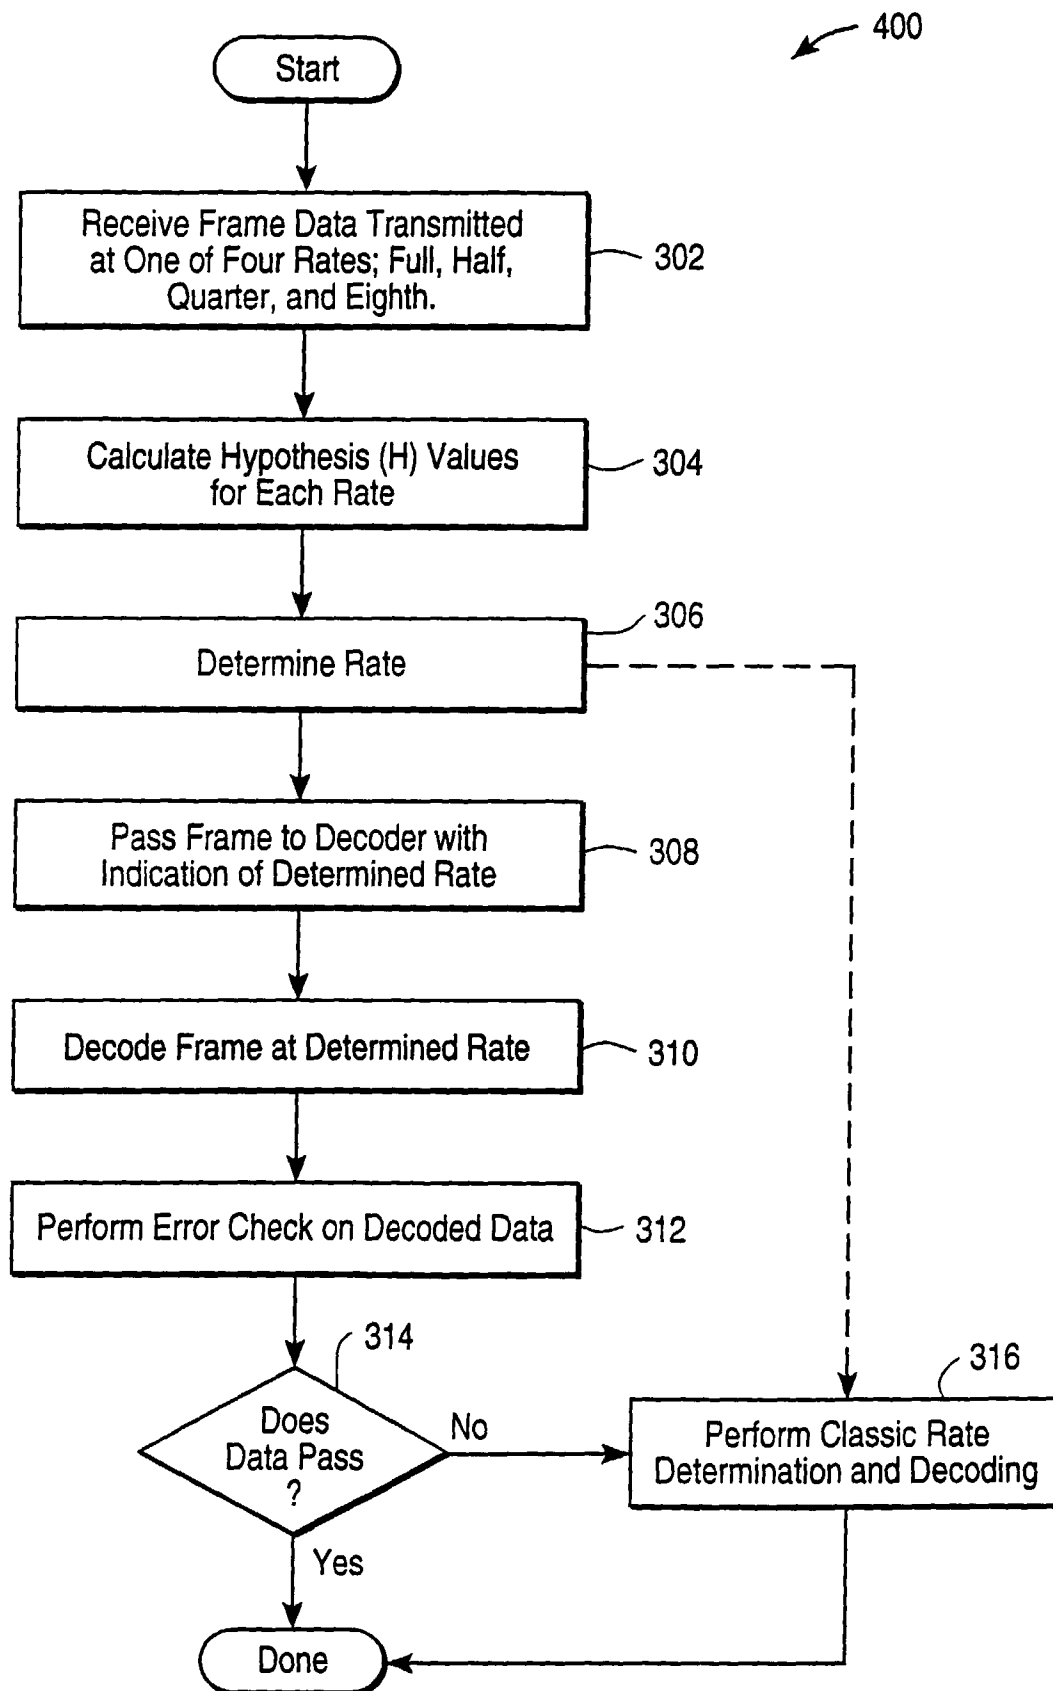 400
Start
Receive Frame Data Transmitted
at One of Four Rates; Full, Half,
Quarter, and Eighth.
302
Calculate Hypothesis (H) Values
for Each Rate
304
306
Determine Rate
Pass Frame to Decoder with
Indication of Determined Rate
308
Decode Frame at Determined Rate
310
Perform Error Check on Decoded Data
312
314
Does
Data Pass
?
No
316
Perform Classic Rate
Determination and Decoding
Yes
Done